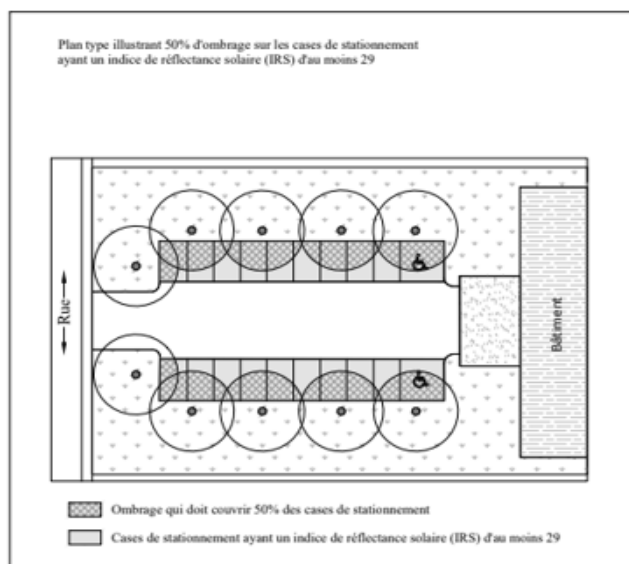 Plan type illustrant 50% d'ombrage sur les cases de stationnement
ayant un indice de réflectance solaire (IRS) d'au moins 29
Rue
Bâtiment
Ombrage qui doit couvrir 50% des cases de stationnement
Cases de stationnement ayant un indice de réflectance solaire (IRS) d'au moins 29